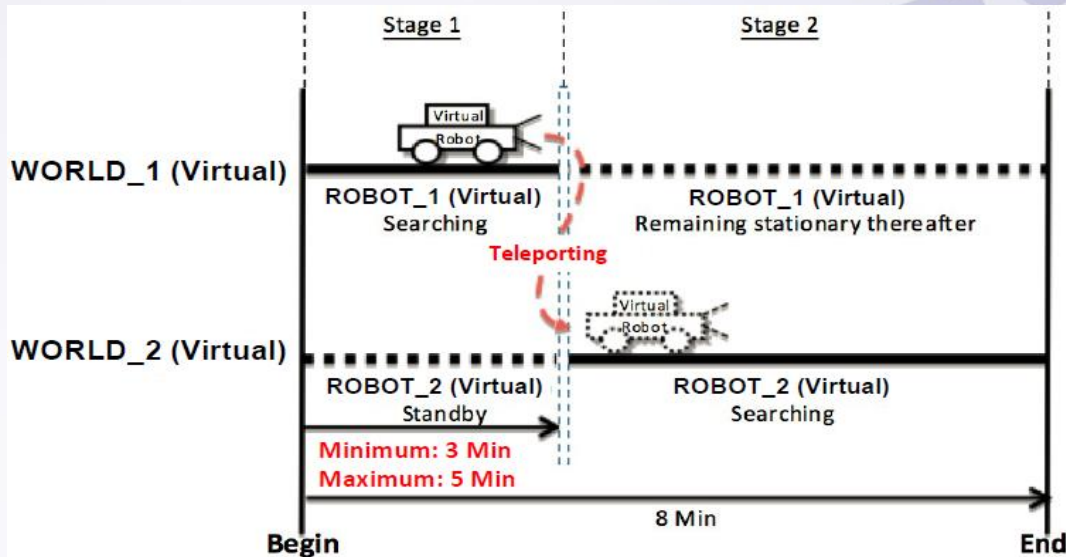 Stage 1
Stage 2
Virtual
Robot
WORLD_1 (Virtual)
ROBOT_1 (Virtual)
Searching
ROBOT_1 (Virtual)
Remaining stationary thereafter
Teleporting
Virtual
Robot
WORLD_2 (Virtual)
ROBOT_2 (Virtual)
Standby
ROBOT_2 (Virtual)
Searching
Minimum: 3 Min
Maximum: 5 Min
8 Min
Begin
End